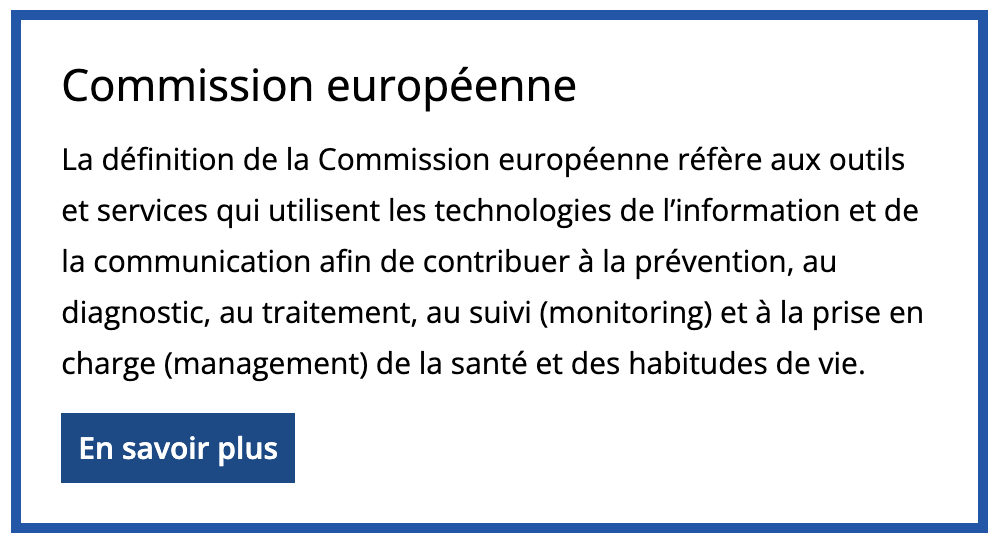 Commission européenne
La définition de la Commission européenne réfère aux outils
et services qui utilisent les technologies de l’information et de
la communication afin de contribuer à la prévention, au
diagnostic, au traitement, au suivi (monitoring) et à la prise en
charge (management) de la santé et des habitudes de vie.
En savoir plus